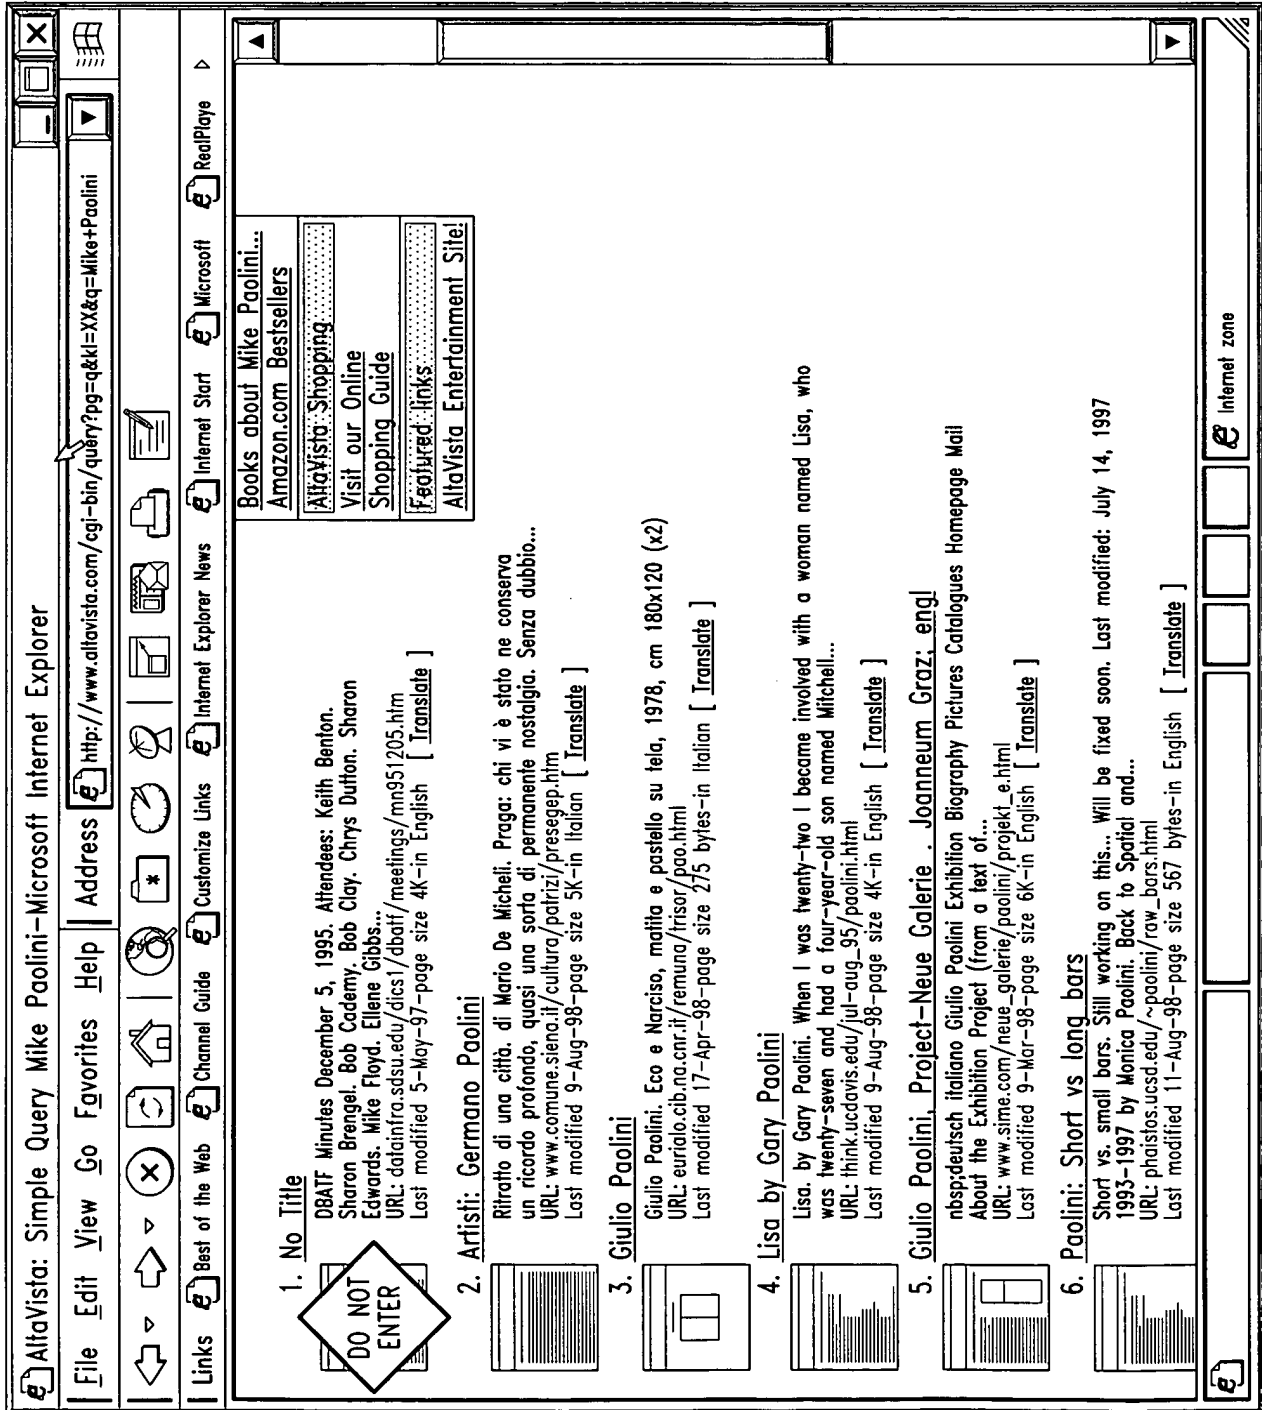 AltaVista: Simple Query Mike Paolini-Microsoft Internet Explorer
File Edit View Go Favorites Help
Address http://www.altavista.com/cgi-bin/query?pg=q&kl=XX&q=Mike+Paolini
Links Best of the Web Channel Guide Customize Links Internet Explorer News Internet Start Microsoft RealPlaye
Books about Mike Paolini...
Amazon.com Bestsellers
AltaVista Shopping
Visit our Online
Shopping Guide
Featured links
AltaVista Entertainment Site!
1. No Title
DO NOT
ENTER
DBATF Minutes December 5, 1995. Attendees: Keith Benton.
Sharon Brengel. Bob Cademy. Bob Clay. Chrys Dutton. Sharon
Edwards. Mike Floyd. Ellene Gibbs...
URL: datainfra.sdsu.edu/dics1/dbatf/meetings/mn951205.htm
Last modified 5-May-97-page size 4K-in English [ Translate ]
2. Artisti: Germano Paolini
Ritratto di una città. di Mario De Micheli. Praga: chi vi è stato ne conserva
un ricordo profondo, quasi una sorta di permanente nostalgia. Senza dubbio...
URL: www.comune.siena.it/cultura/patrizi/presegep.htm
Last modified 9-Aug-98-page size 5K-in Italian [ Translate ]
3. Giulio Paolini
Giulio Paolini. Eco e Narciso, matita e pastello su tela, 1978, cm 180x120 (x2)
URL: eurialo.cib.na.cnr.it/remuna/trisor/pao.html
Last modified 17-Apr-98-page size 275 bytes-in Italian [ Translate ]
4. Lisa by Gary Paolini
Lisa. by Gary Paolini. When I was twenty-two I became involved with a woman named Lisa, who
was twenty-seven and had a four-year-old son named Mitchell...
URL: think.ucdavis.edu/jul-aug_95/paolini.html
Last modified 9-Aug-98-page size 4K-in English [ Translate ]
5. Giulio Paolini, Project-Neue Galerie . Joanneum Graz; engl
nbsp;deutsch italiano Giulio Paolini Exhibition Biography Pictures Catalogues Homepage Mail
About the Exhibition Project (from a text of...
URL: www.sime.com/neue_galerie/paolini/projekt_e.html
Last modified 9-Mar-98-page size 6K-in English [ Translate ]
6. Paolini: Short vs long bars
Short vs. small bars. Still working on this... Will be fixed soon. Last modified: July 14, 1997
1993-1997 by Monica Paolini. Back to Spatial and...
URL: phaistos.ucsd.edu/~paolini/raw_bars.html
Last modified 11-Aug-98-page size 567 bytes-in English [ Translate ]
Internet zone